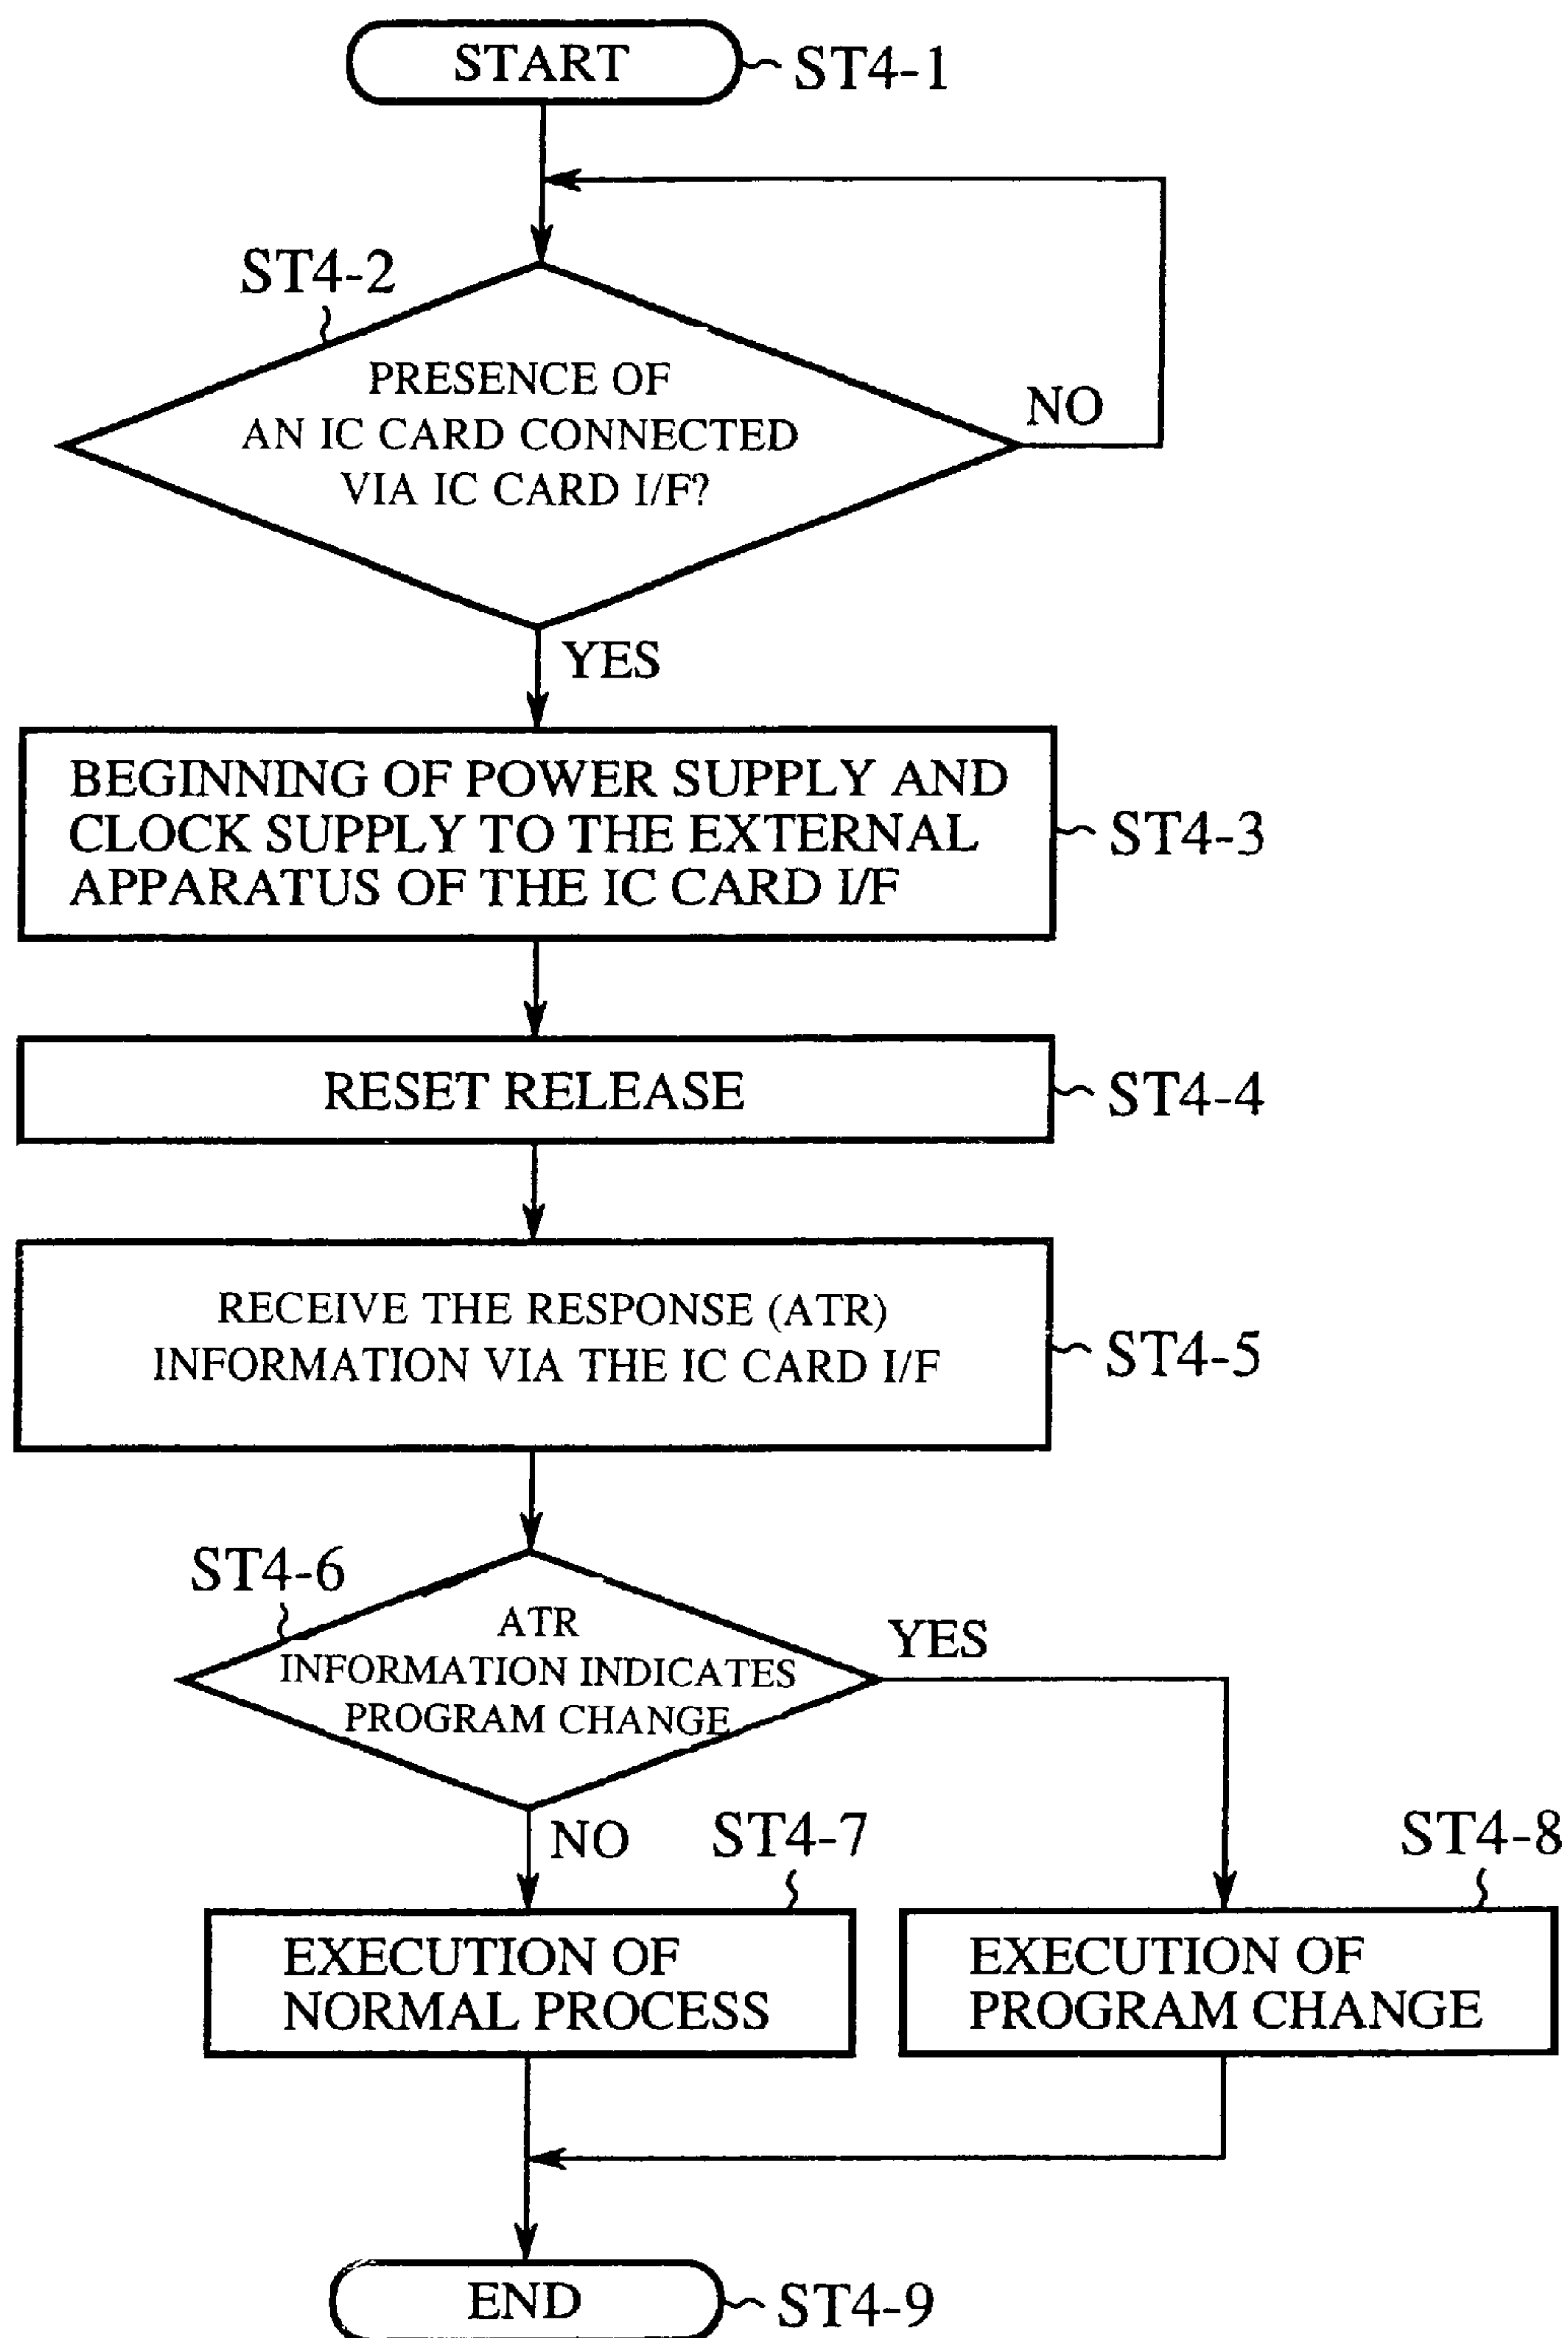 START
ST4-1
ST4-2
PRESENCE OF
AN IC CARD CONNECTED
VIA IC CARD I/F?
NO
YES
BEGINNING OF POWER SUPPLY AND
CLOCK SUPPLY TO THE EXTERNAL
APPARATUS OF THE IC CARD I/F
ST4-3
RESET RELEASE
ST4-4
RECEIVE THE RESPONSE (ATR)
INFORMATION VIA THE IC CARD I/F
ST4-5
ST4-6
ATR
INFORMATION INDICATES
PROGRAM CHANGE
YES
NO
ST4-7
ST4-8
EXECUTION OF
NORMAL PROCESS
EXECUTION OF
PROGRAM CHANGE
END
ST4-9